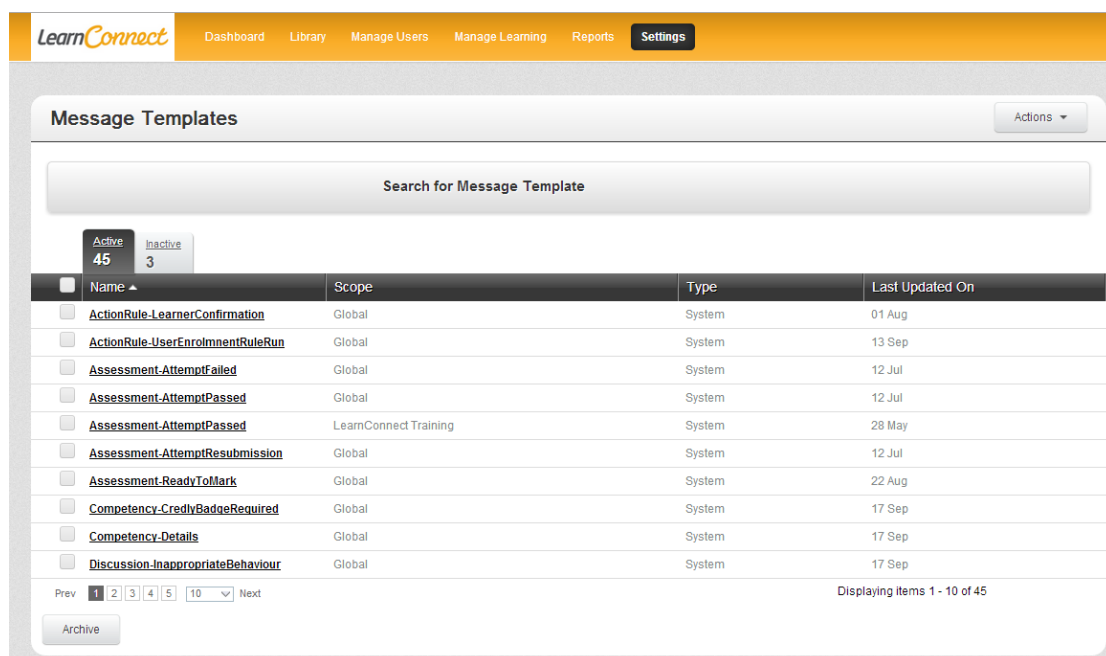 LearnConnect Dashboard Library Manage Users Manage Learning Reports Settings
Message Templates Actions
Search for Message Template
Active Inactive
45 3
Name Scope Type Last Updated On
ActionRule-LearnerConfirmation Global System 01 Aug
ActionRule-UserEnrolmnentRuleRun Global System 13 Sep
Assessment-AttemptFailed Global System 12 Jul
Assessment-AttemptPassed Global System 12 Jul
Assessment-AttemptPassed LearnConnect Training System 28 May
Assessment-AttemptResubmission Global System 12 Jul
Assessment-ReadyToMark Global System 22 Aug
Competency-CredlyBadgeRequired Global System 17 Sep
Competency-Details Global System 17 Sep
Discussion-InappropriateBehaviour Global System 17 Sep
Prev 1 2 3 4 5 10 Next Displaying items 1 - 10 of 45
Archive